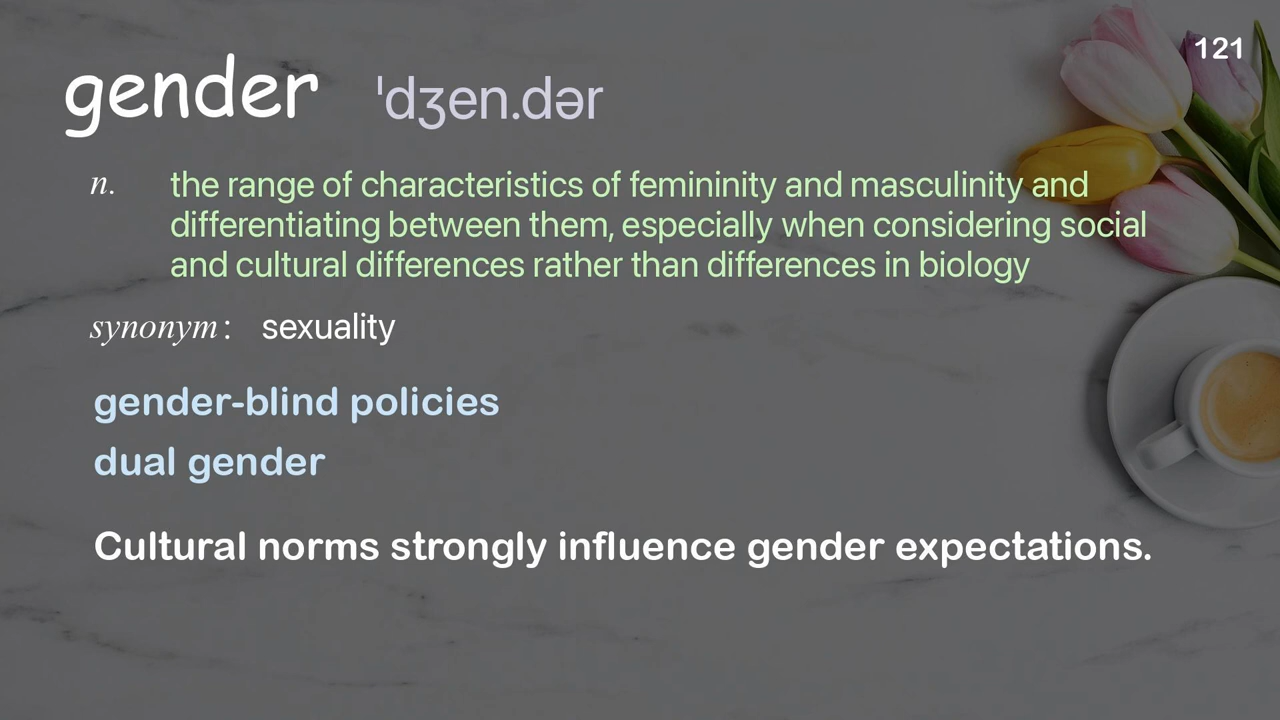 121
gender ˈdʒen.dər
n. the range of characteristics of femininity and masculinity and
differentiating between them, especially when considering social
and cultural differences rather than differences in biology
synonym: sexuality
gender-blind policies
dual gender
Cultural norms strongly influence gender expectations.